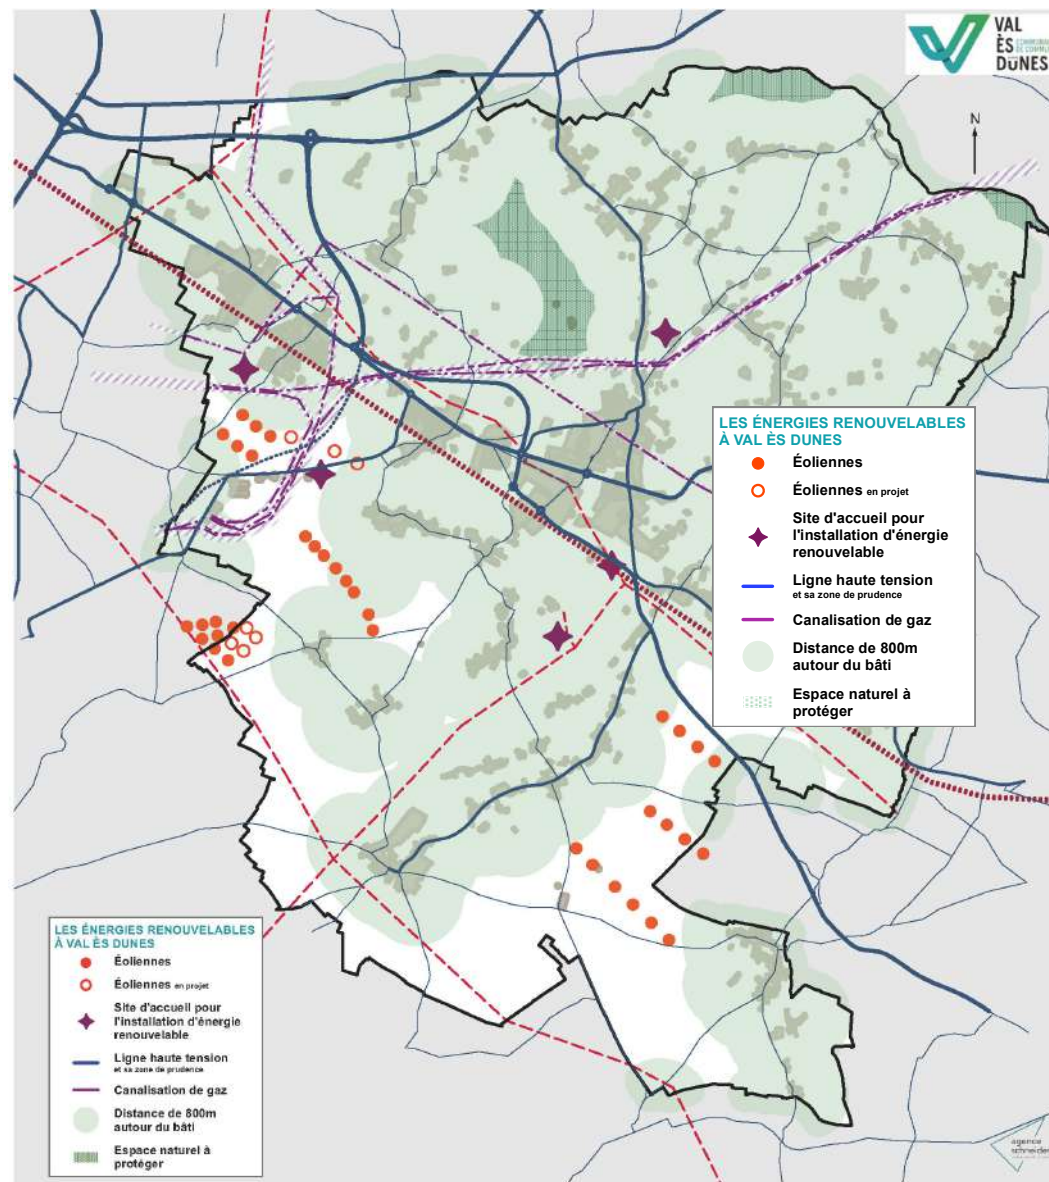 VAL
ÈS COMMUNAUTÉ
DUNES DE COMMUNES
N
LES ÉNERGIES RENOUVELABLES
À VAL ÈS DUNES
Éoliennes
Éoliennes en projet
Site d'accueil pour
l'installation d'énergie
renouvelable
Ligne haute tension
et sa zone de prudence
Canalisation de gaz
Distance de 800m
autour du bâti
Espace naturel à
protéger
LES ÉNERGIES RENOUVELABLES
À VAL ÈS DUNES
Éoliennes
Éoliennes en projet
Site d'accueil pour
l'installation d'énergie
renouvelable
Ligne haute tension
et sa zone de prudence
Canalisation de gaz
Distance de 800m
autour du bâti
Espace naturel à
protéger
agence
schneider